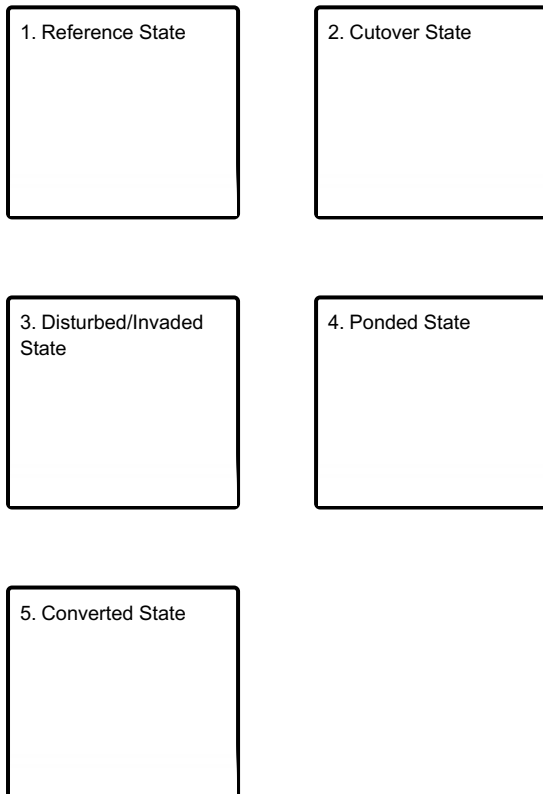 1. Reference State
2. Cutover State
3. Disturbed/Invaded
State
4. Ponded State
5. Converted State